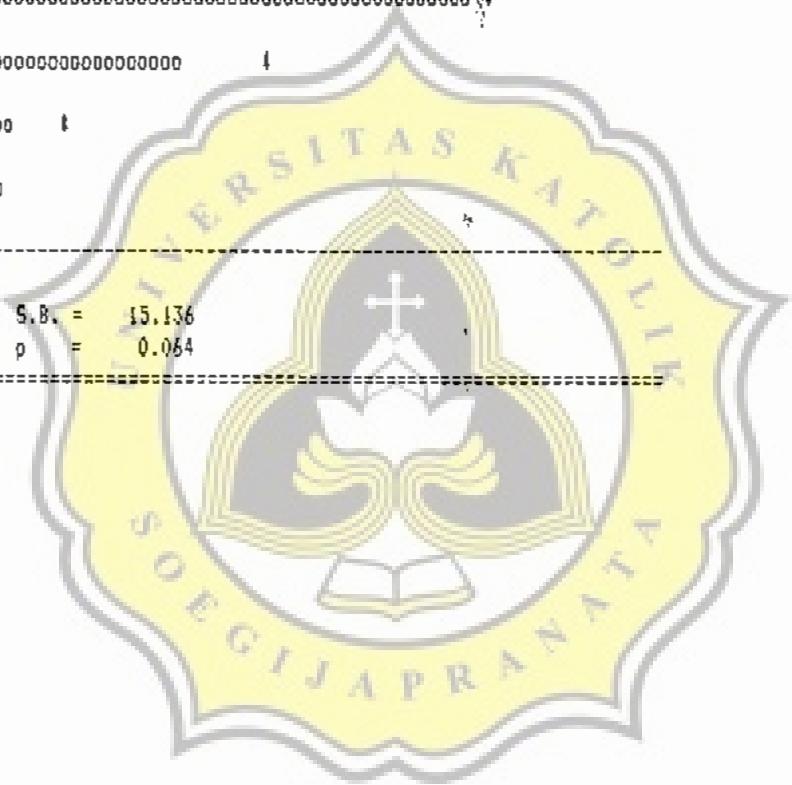 S.B. = 15.136
p = 0.064
UNIVERSITAS KATOLIK
SOEGIJAPRANATA